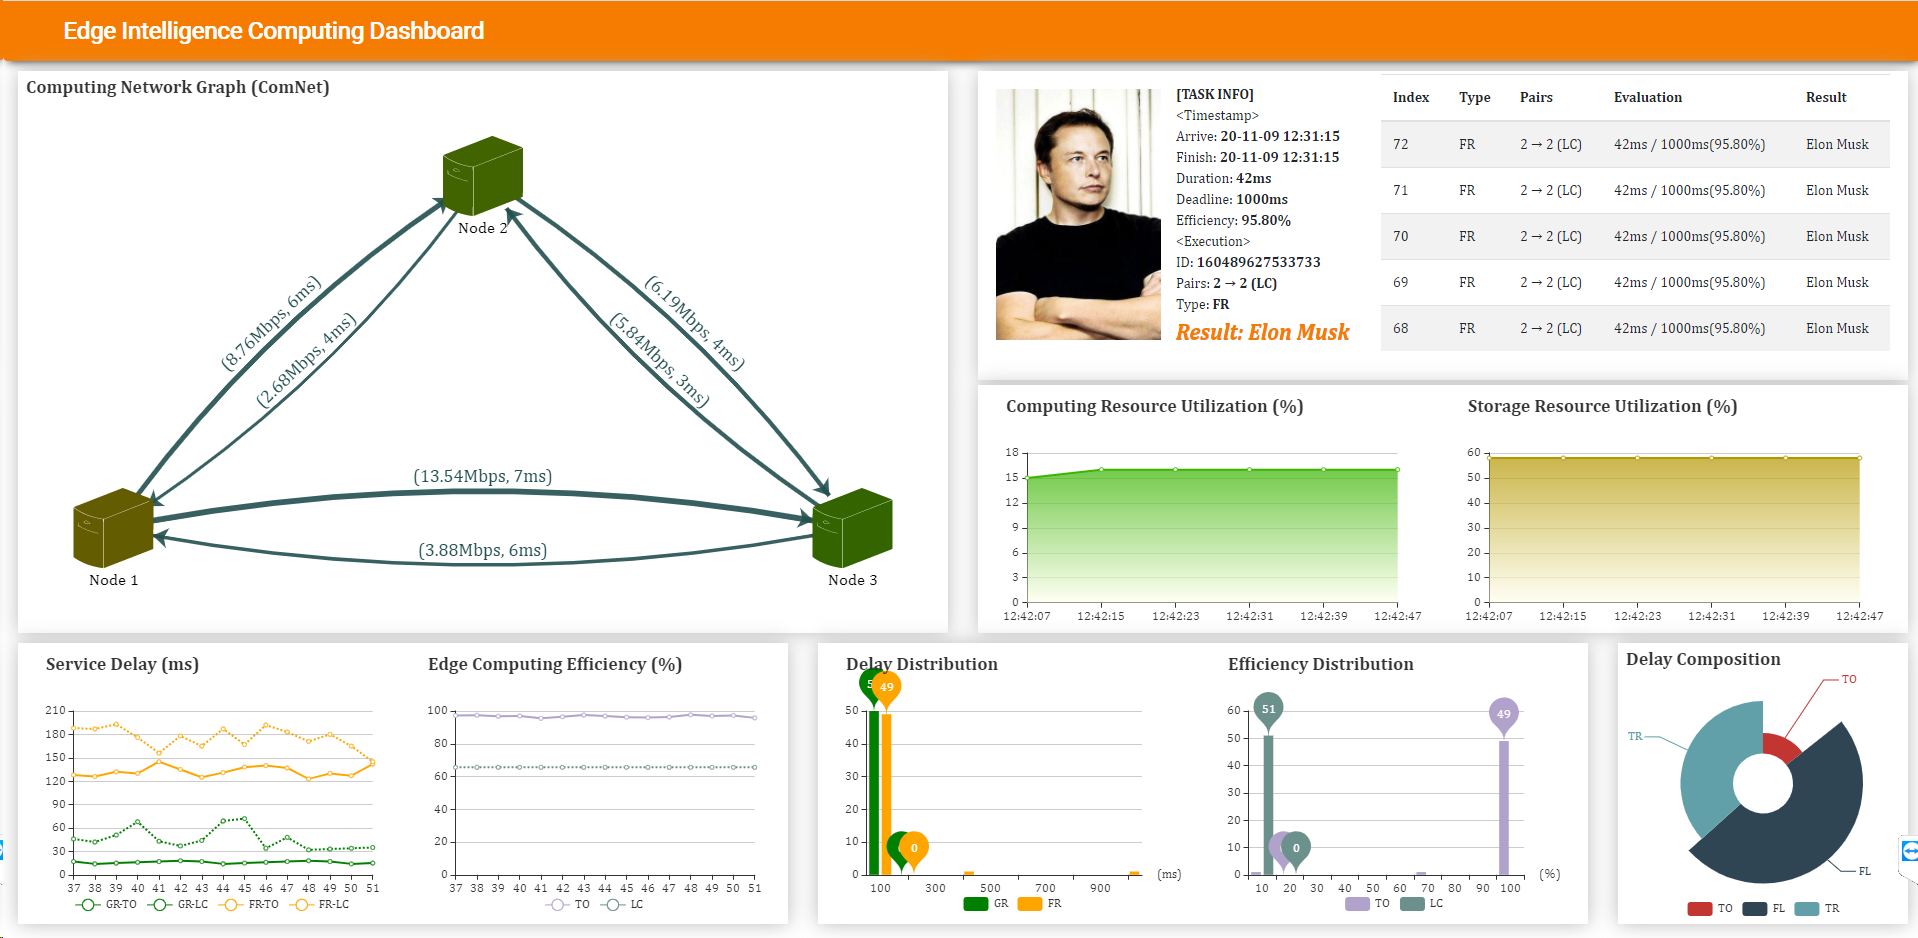 Edge Intelligence Computing Dashboard
Computing Network Graph (ComNet)
Node 2
(8.76Mbps, 6ms)
(2.68Mbps, 4ms)
(6.19Mbps, 4ms)
(5.84Mbps, 3ms)
(13.54Mbps, 7ms)
(3.88Mbps, 6ms)
Node 1
Node 3
[TASK INFO]
<Timestamp>
Arrive: 20-11-09 12:31:15
Finish: 20-11-09 12:31:15
Duration: 42ms
Deadline: 1000ms
Efficiency: 95.80%
<Execution>
ID: 160489627533733
Pairs: 2 → 2 (LC)
Type: FR
Result: Elon Musk
Index Type Pairs Evaluation Result
72 FR 2 → 2 (LC) 42ms / 1000ms(95.80%) Elon Musk
71 FR 2 → 2 (LC) 42ms / 1000ms(95.80%) Elon Musk
70 FR 2 → 2 (LC) 42ms / 1000ms(95.80%) Elon Musk
69 FR 2 → 2 (LC) 42ms / 1000ms(95.80%) Elon Musk
68 FR 2 → 2 (LC) 42ms / 1000ms(95.80%) Elon Musk
Computing Resource Utilization (%)
18
15
12
9
6
3
0
12:42:07 12:42:15 12:42:23 12:42:31 12:42:39 12:42:47
Storage Resource Utilization (%)
60
50
40
30
20
10
0
12:42:07 12:42:15 12:42:23 12:42:31 12:42:39 12:42:47
Service Delay (ms)
210
180
150
120
90
60
30
0
37 38 39 40 41 42 43 44 45 46 47 48 49 50 51
GR-TO GR-LC FR-TO FR-LC
Edge Computing Efficiency (%)
100
80
60
40
20
0
37 38 39 40 41 42 43 44 45 46 47 48 49 50 51
TO LC
Delay Distribution
49
50
40
30
20
10
0
0
100 300 500 700 900 (ms)
GR FR
Efficiency Distribution
51
49
60
50
40
30
20
10
0
0
10 20 30 40 50 60 70 80 90 100 (%)
TO LC
Delay Composition
TO
TR
FL
TO FL TR